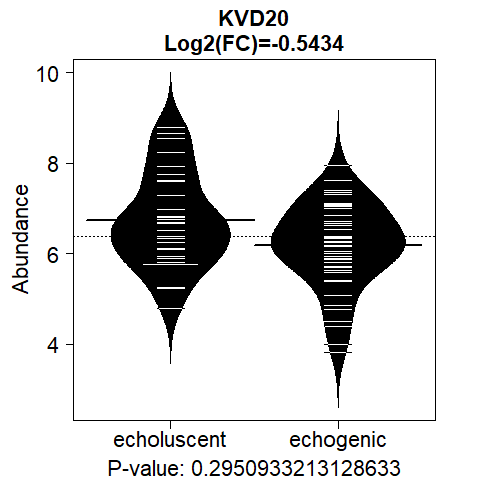 KVD20
Log2(FC)=-0.5434
10
8
6
4
Abundance
echoluscent echogenic
P-value: 0.2950933213128633